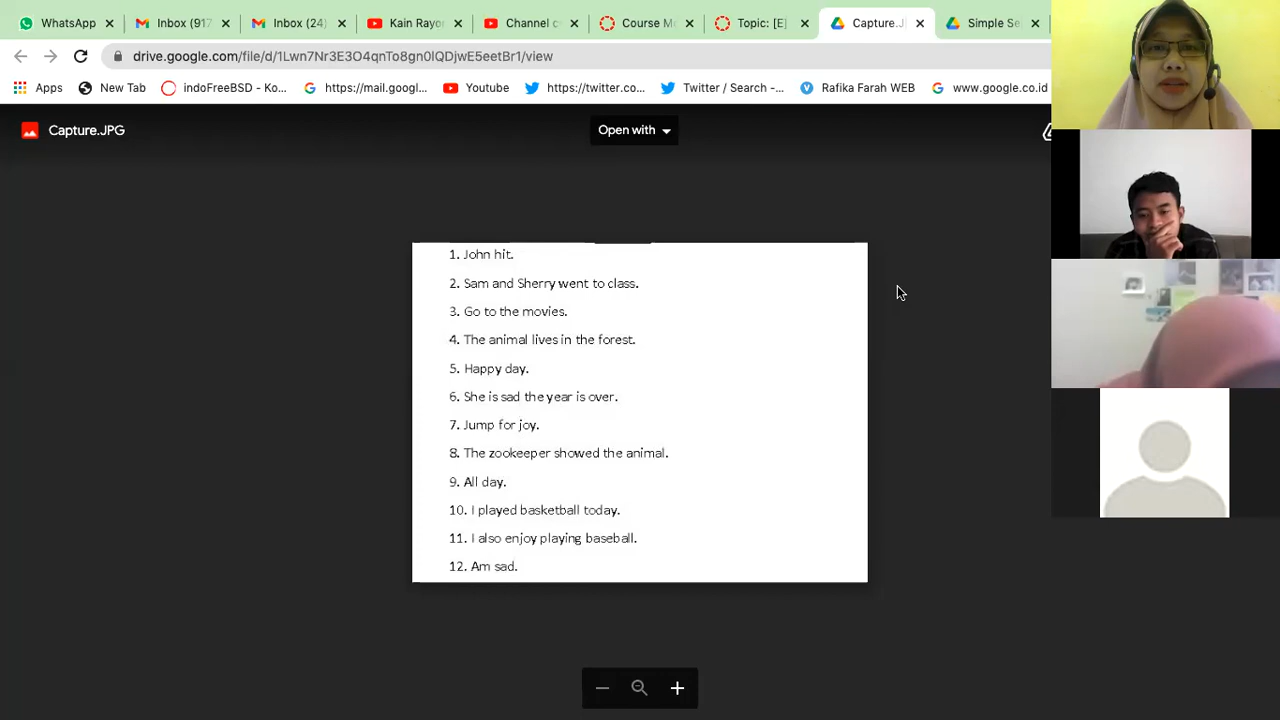 WhatsApp
Inbox (917
Inbox (24)
Kain Rayo
Channel c
Course M
Topic: [E]
Capture.J
Simple Se
drive.google.com/file/d/1Lwn7Nr3E3O4qnTo8gn0lQDjwE5eetBr1/view
Apps
New Tab
indoFreeBSD - Ko...
https://mail.googl...
Youtube
https://twitter.co...
Twitter / Search -...
Rafika Farah WEB
www.google.co.id
Capture.JPG
Open with
1. John hit.
2. Sam and Sherry went to class.
3. Go to the movies.
4. The animal lives in the forest.
5. Happy day.
6. She is sad the year is over.
7. Jump for joy.
8. The zookeeper showed the animal.
9. All day.
10. I played basketball today.
11. I also enjoy playing baseball.
12. Am sad.